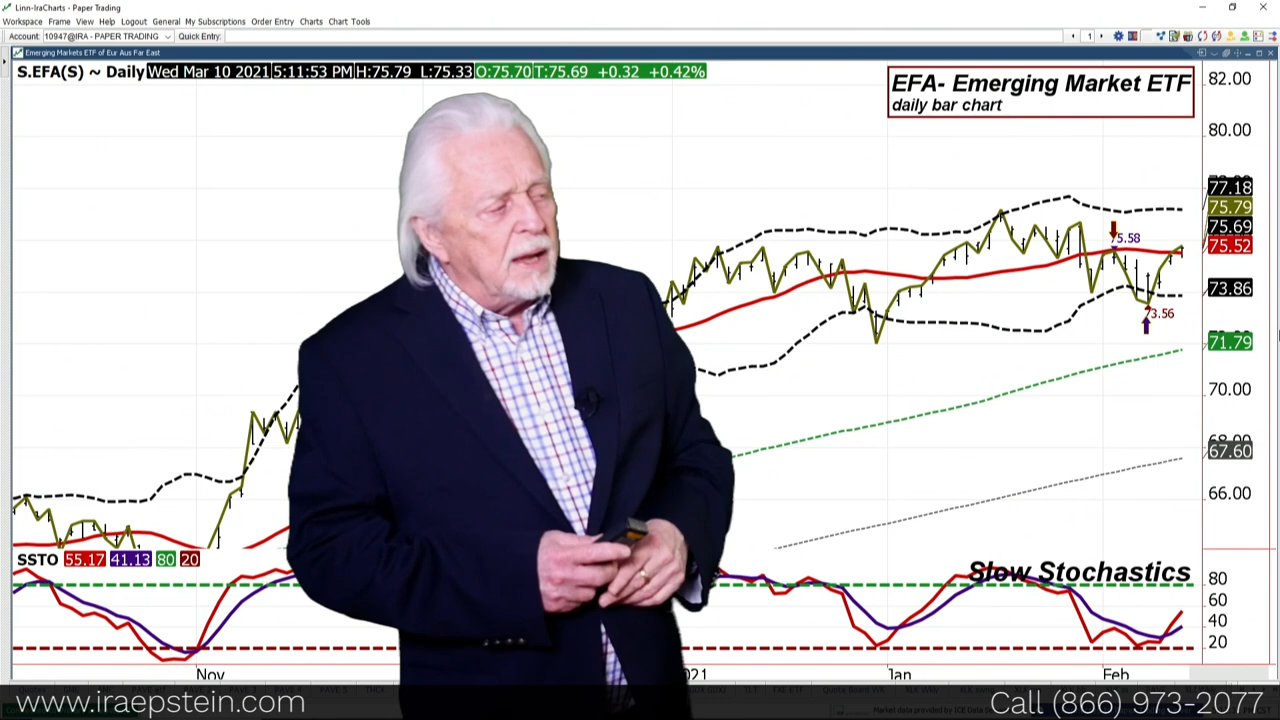 Linn-IraCharts - Paper Trading
Workspace Frame View Help Logout General My Subscriptions Order Entry Charts Chart Tools
Account: 10947@IRA - PAPER TRADING Quick Entry: 1
Emerging Markets ETF of Eur Aus Far East
S.EFA(S) ~ Daily Wed Mar 10 2021 5:11:53 PM H:75.79 L:75.33 O:75.70 T:75.69 +0.32 +0.42%
EFA- Emerging Market ETF
daily bar chart
82.00
80.00
77.18
75.79
75.69
75.58
75.52
73.86
73.56
71.79
70.00
68.00
67.60
66.00
SSTO 55.17 41.13 80 20
Slow Stochastics
80
60
40
20
Nov
Jan
Feb
www.iraepstein.com
Call (866) 973-2077